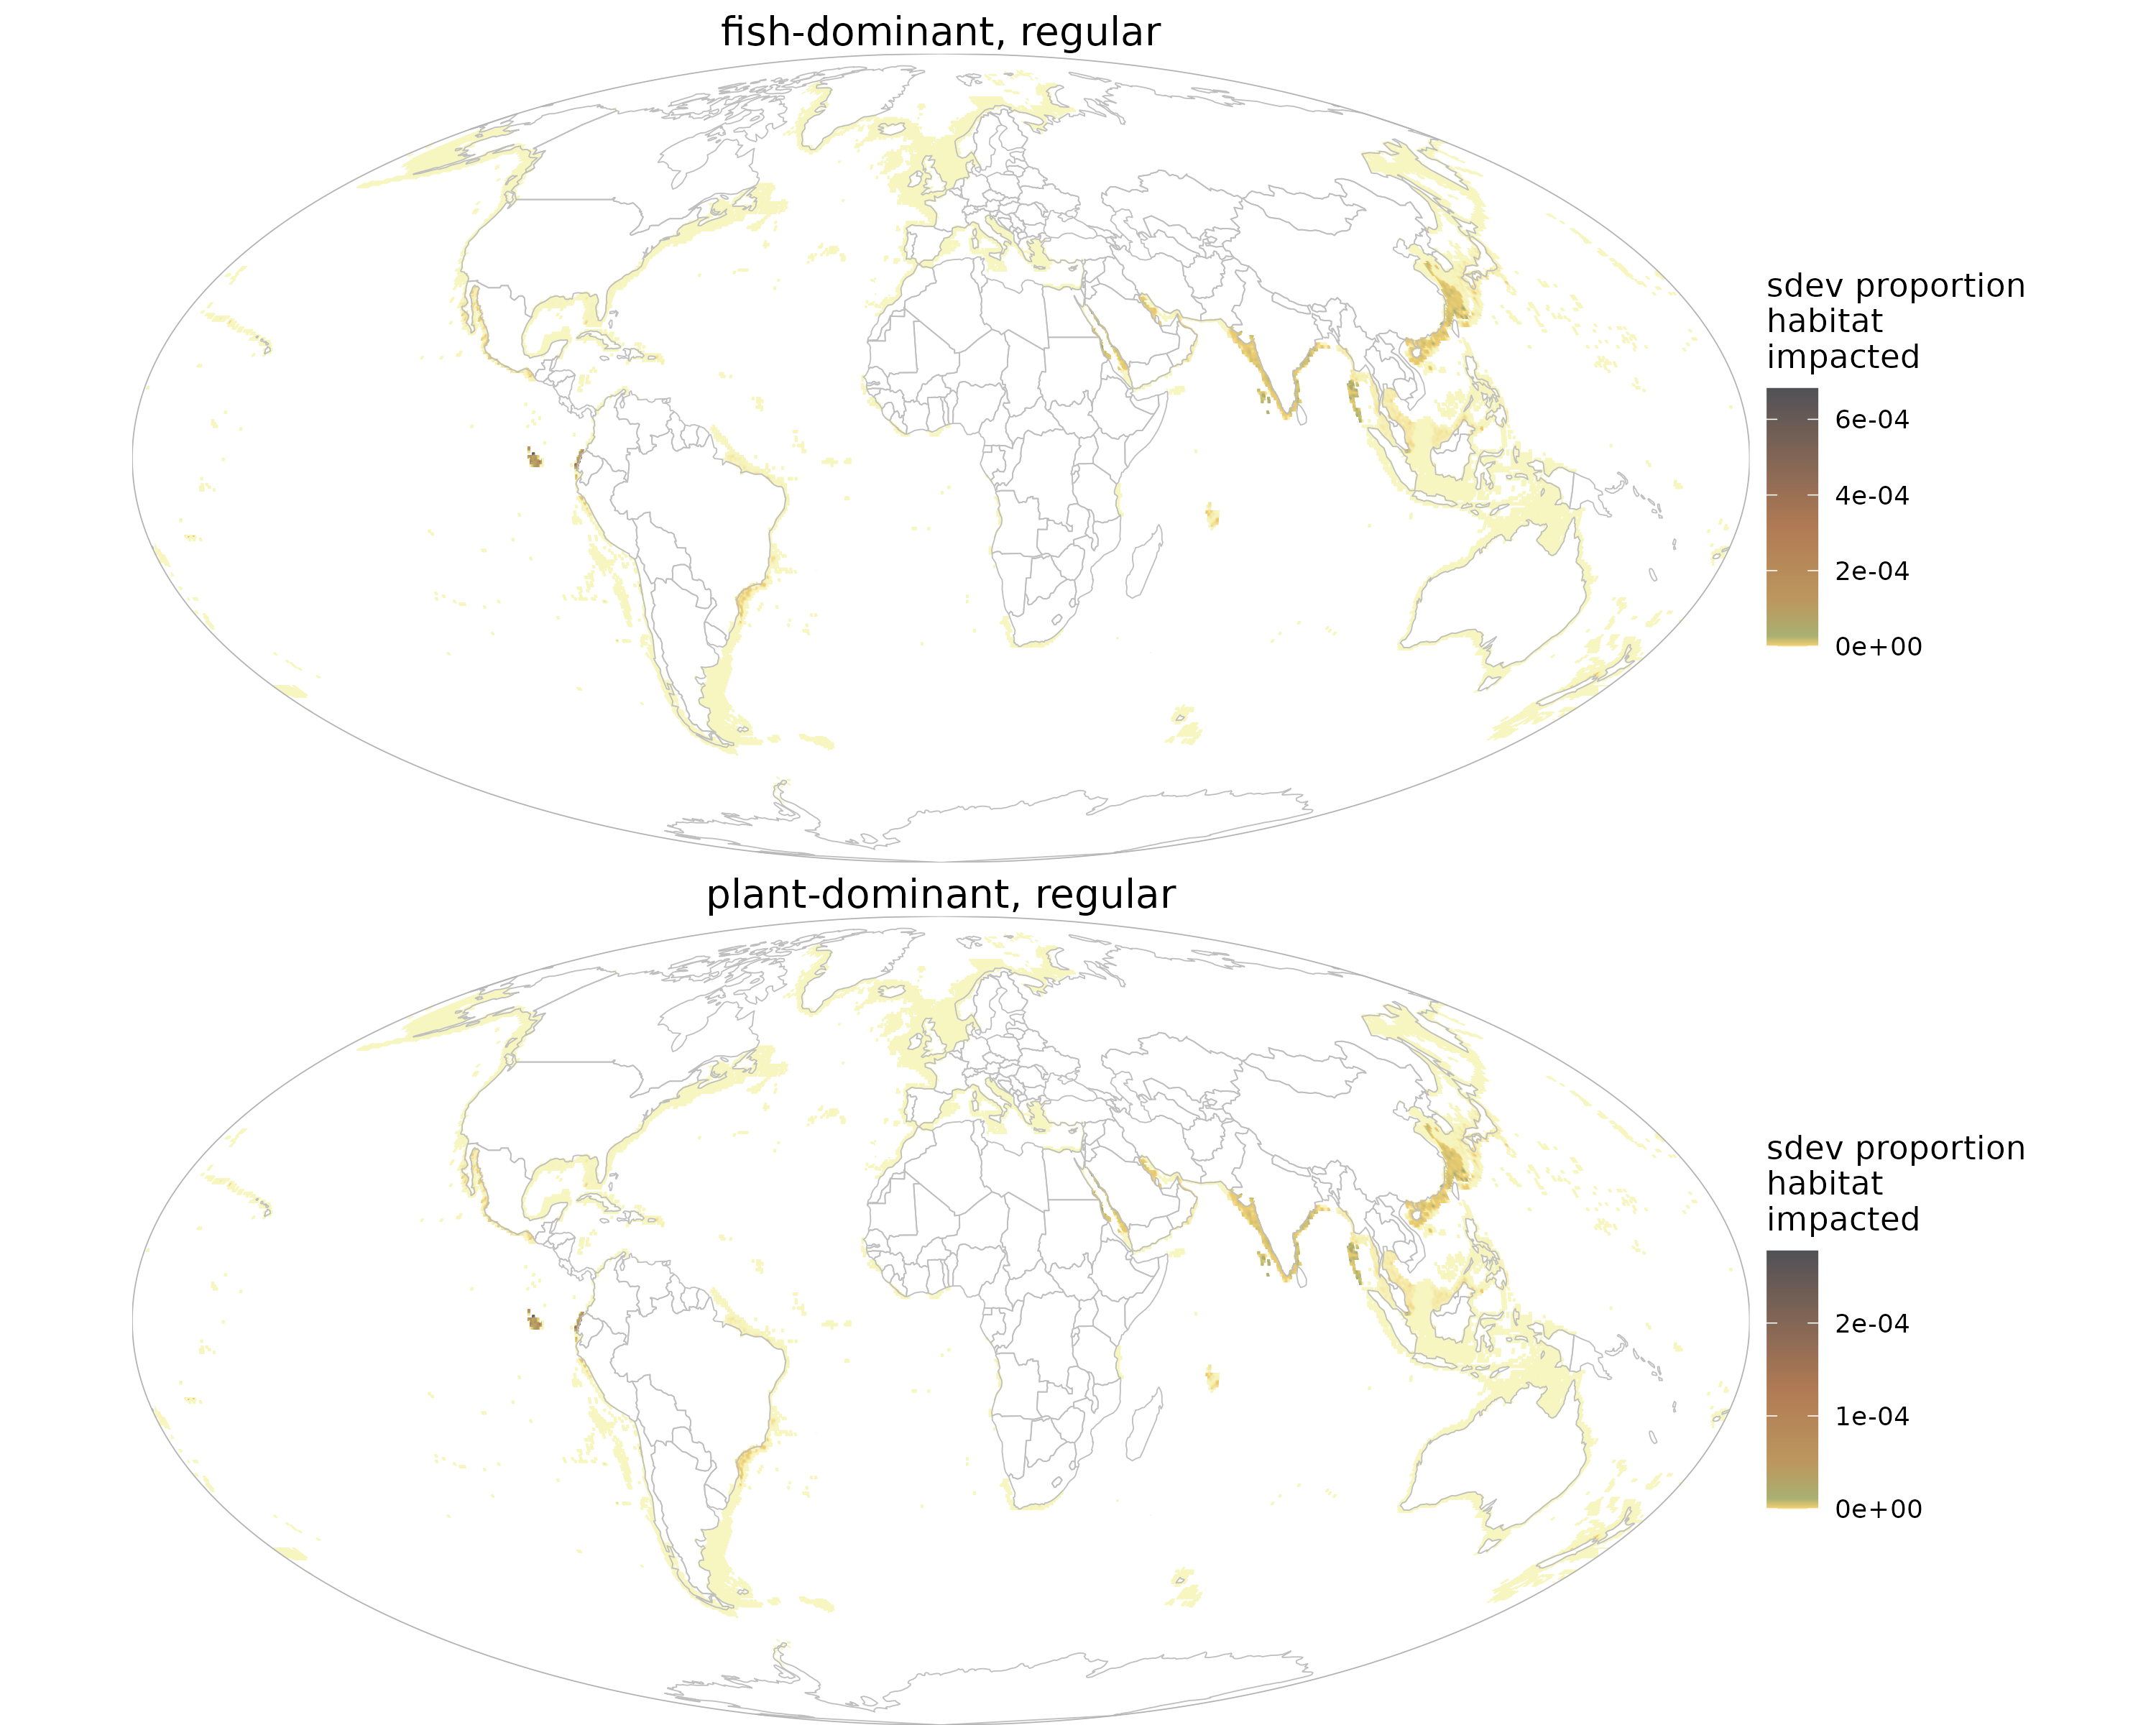 fish-dominant, regular
sdev proportion
habitat
impacted
6e-04
4e-04
2e-04
0e+00
plant-dominant, regular
sdev proportion
habitat
impacted
2e-04
1e-04
0e+00